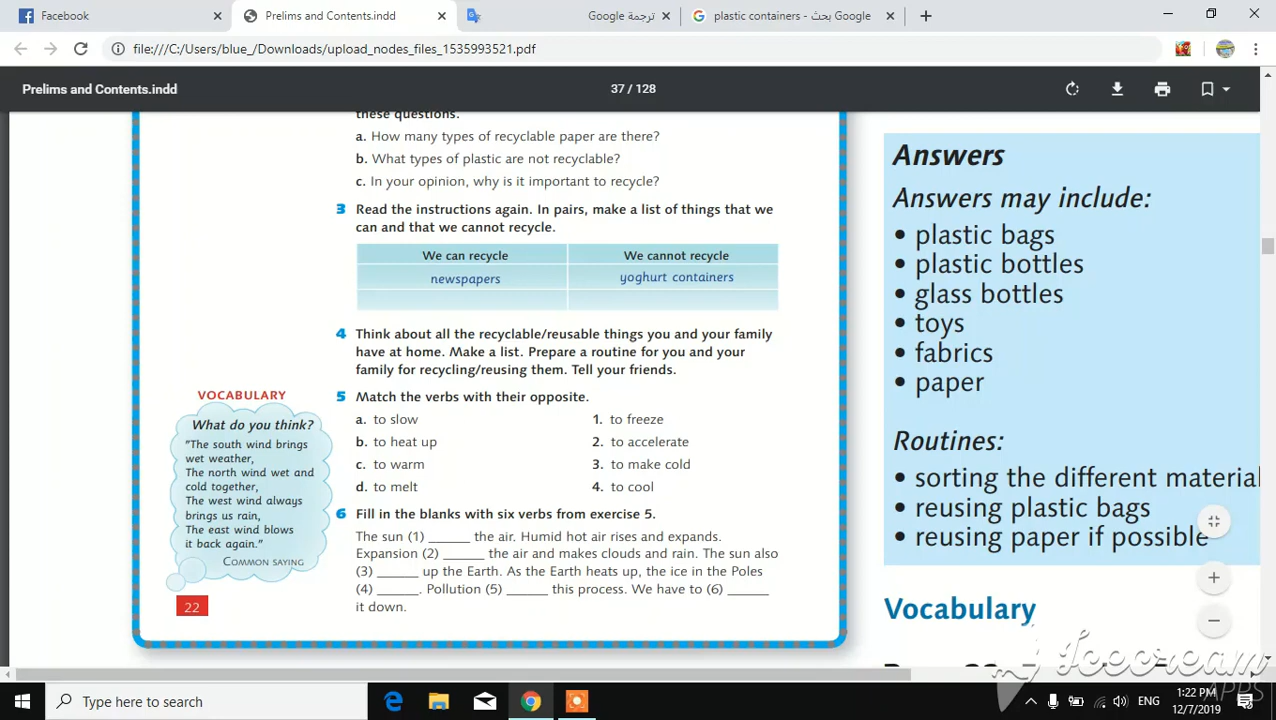 Facebook
Prelims and Contents.indd
ترجمة Google
plastic containers - بحث Google
file:///C:/Users/blue_/Downloads/upload_nodes_files_1535993521.pdf
Prelims and Contents.indd
37 / 128
these questions.
a. How many types of recyclable paper are there?
b. What types of plastic are not recyclable?
c. In your opinion, why is it important to recycle?
3 Read the instructions again. In pairs, make a list of things that we
can and that we cannot recycle.
We can recycle
We cannot recycle
newspapers
yoghurt containers
4 Think about all the recyclable/reusable things you and your family
have at home. Make a list. Prepare a routine for you and your
family for recycling/reusing them. Tell your friends.
VOCABULARY
What do you think?
"The south wind brings
wet weather,
The north wind wet and
cold together,
The west wind always
brings us rain,
The east wind blows
it back again."
COMMON SAYING
22
5 Match the verbs with their opposite.
a. to slow
1. to freeze
b. to heat up
2. to accelerate
c. to warm
3. to make cold
d. to melt
4. to cool
6 Fill in the blanks with six verbs from exercise 5.
The sun (1) ______ the air. Humid hot air rises and expands.
Expansion (2) ______ the air and makes clouds and rain. The sun also
(3) ______ up the Earth. As the Earth heats up, the ice in the Poles
(4) ______. Pollution (5) ______ this process. We have to (6) ______
it down.
Answers
Answers may include:
• plastic bags
• plastic bottles
• glass bottles
• toys
• fabrics
• paper
Routines:
• sorting the different material
• reusing plastic bags
• reusing paper if possible
Vocabulary
Icecream
APPS
Type here to search
ENG
1:22 PM
12/7/2019